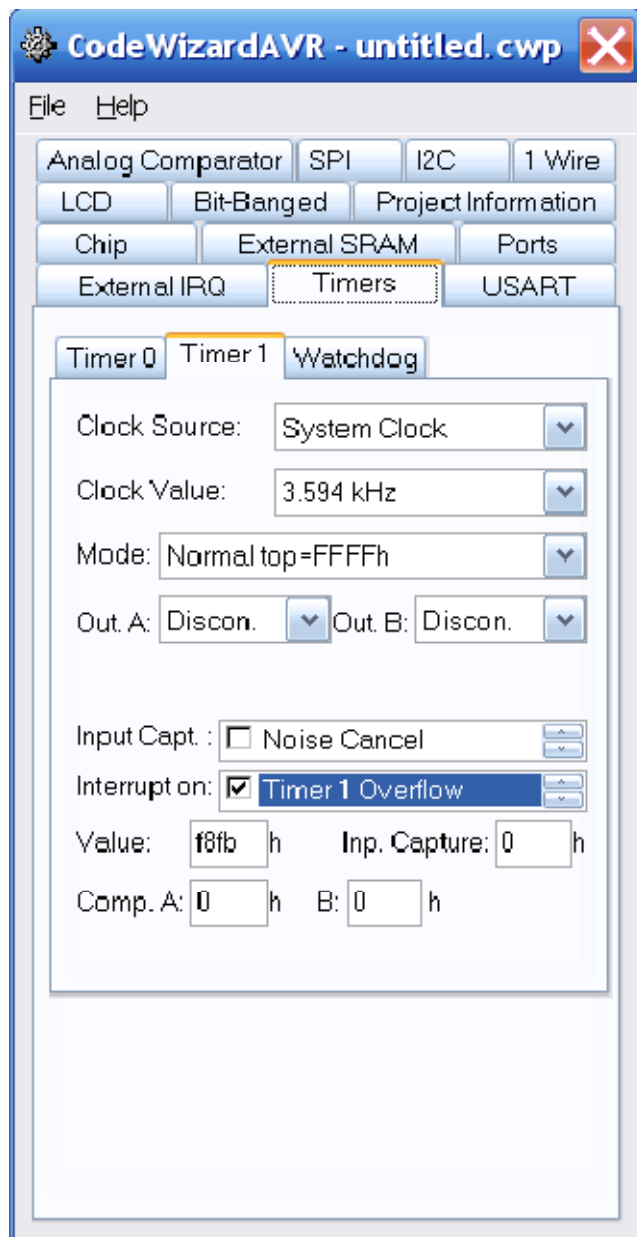 CodeWizardAVR - untitled.cwp
File Help
Analog Comparator SPI I2C 1 Wire
LCD Bit-Banged Project Information
Chip External SRAM Ports
External IRQ Timers USART
Timer 0 Timer 1 Watchdog
Clock Source: System Clock
Clock Value: 3.594 kHz
Mode: Normal top=FFFFh
Out. A: Discon. Out. B: Discon.
Input Capt. : Noise Cancel
Interrupt on: Timer 1 Overflow
Value: f8fb h Inp. Capture: 0 h
Comp. A: 0 h B: 0 h